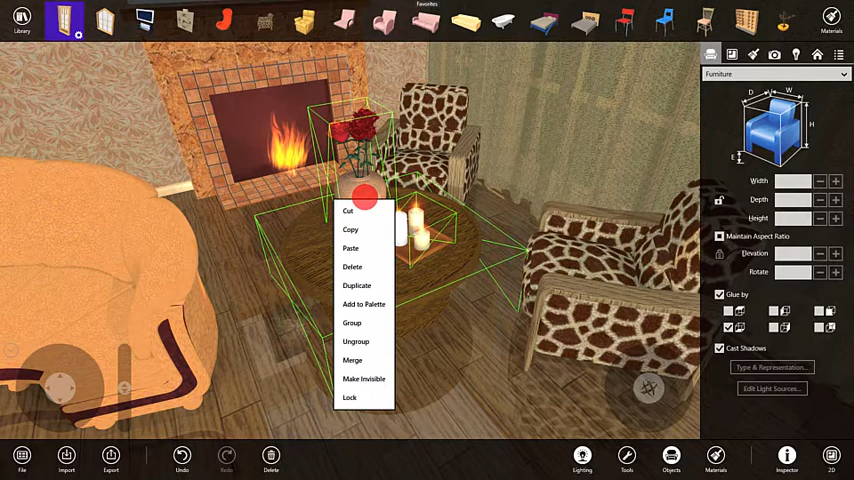 Favorites
Library
Materials
Furniture
D
W
H
E
Width
Depth
Height
Maintain Aspect Ratio
Elevation
Rotate
Glue by
Cast Shadows
Type & Representation...
Edit Light Sources...
Cut
Copy
Paste
Delete
Duplicate
Add to Palette
Group
Ungroup
Merge
Make Invisible
Lock
File
Import
Export
Undo
Redo
Delete
Lighting
Tools
Objects
Materials
Inspector
2D